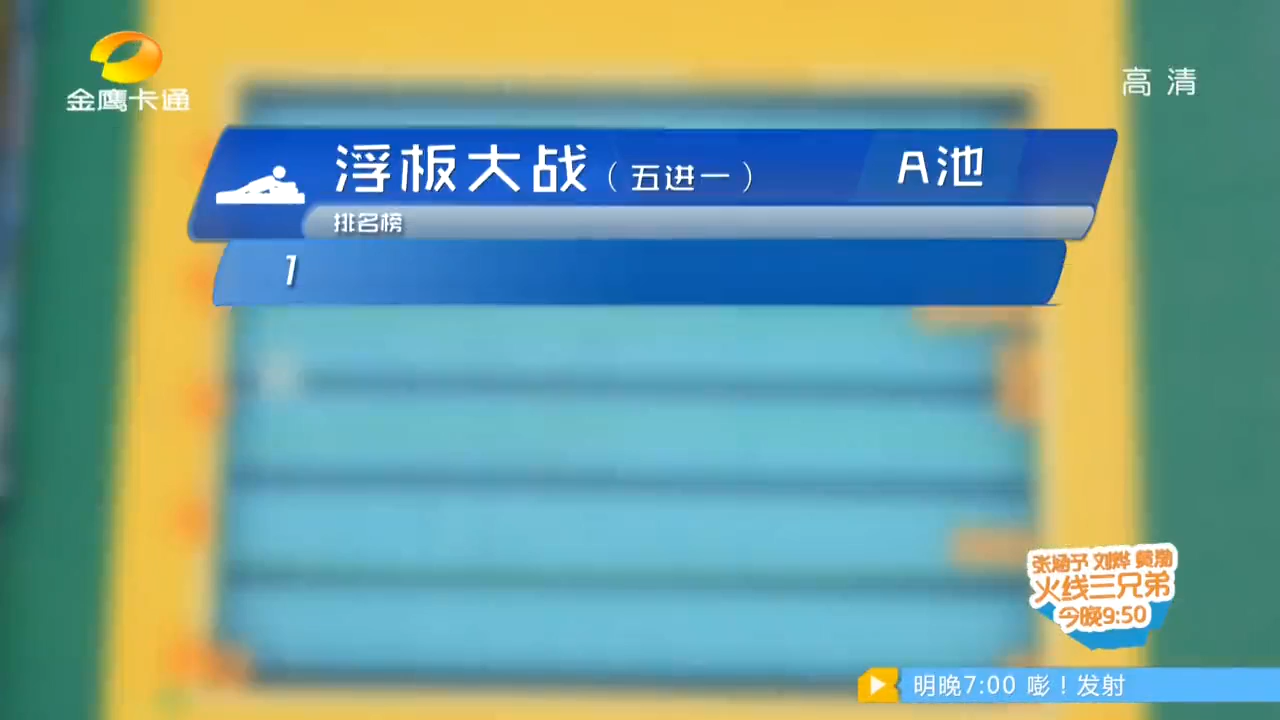 金鹰卡通
高清
浮板大战（五进一） A池
排名榜
1
张涵予 刘烨 黄渤
火线三兄弟
今晚9:50
明晚7:00 嘭！发射